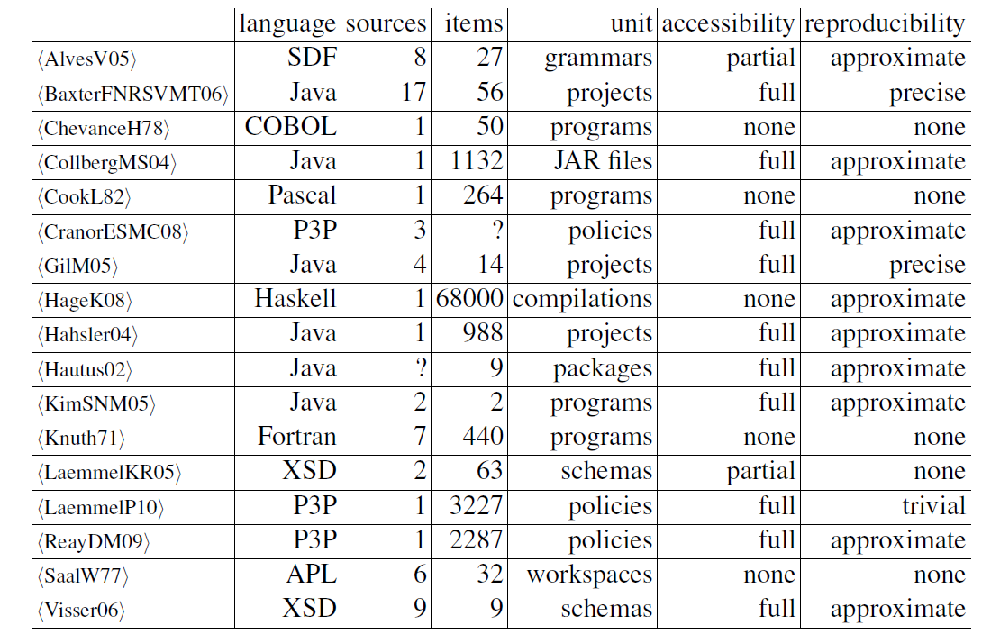 language sources items unit accessibility reproducibility
⟨AlvesV05⟩ SDF 8 27 grammars partial approximate
⟨BaxterFNRSVMT06⟩ Java 17 56 projects full precise
⟨ChevanceH78⟩ COBOL 1 50 programs none none
⟨CollbergMS04⟩ Java 1 1132 JAR files full approximate
⟨CookL82⟩ Pascal 1 264 programs none none
⟨CranorESMC08⟩ P3P 3 ? policies full approximate
⟨GilM05⟩ Java 4 14 projects full precise
⟨HageK08⟩ Haskell 1 68000 compilations none approximate
⟨Hahsler04⟩ Java 1 988 projects full approximate
⟨Hautus02⟩ Java ? 9 packages full approximate
⟨KimSNM05⟩ Java 2 2 programs full approximate
⟨Knuth71⟩ Fortran 7 440 programs none none
⟨LaemmelKR05⟩ XSD 2 63 schemas partial none
⟨LaemmelP10⟩ P3P 1 3227 policies full trivial
⟨ReayDM09⟩ P3P 1 2287 policies full approximate
⟨SaalW77⟩ APL 6 32 workspaces none none
⟨Visser06⟩ XSD 9 9 schemas full approximate